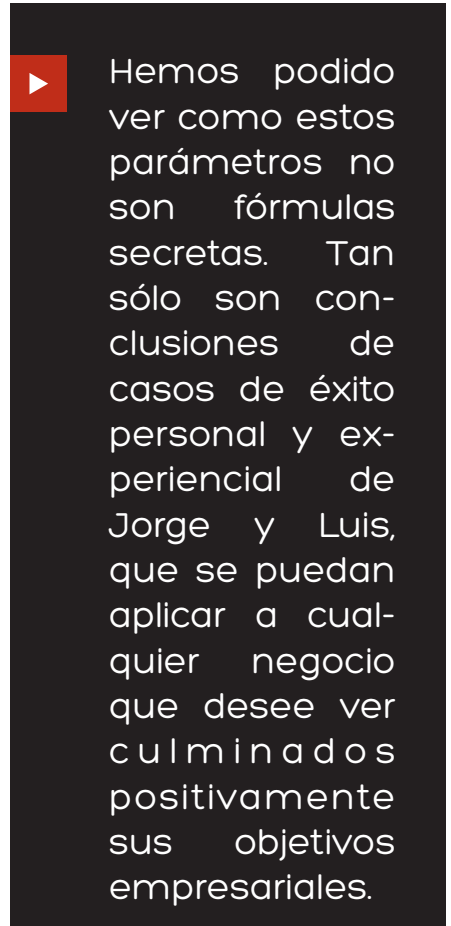 Hemos podido
ver como estos
parámetros no
son fórmulas
secretas. Tan
sólo son con-
clusiones de
casos de éxito
personal y ex-
periencial de
Jorge y Luis,
que se puedan
aplicar a cual-
quier negocio
que desee ver
culminados
positivamente
sus objetivos
empresariales.